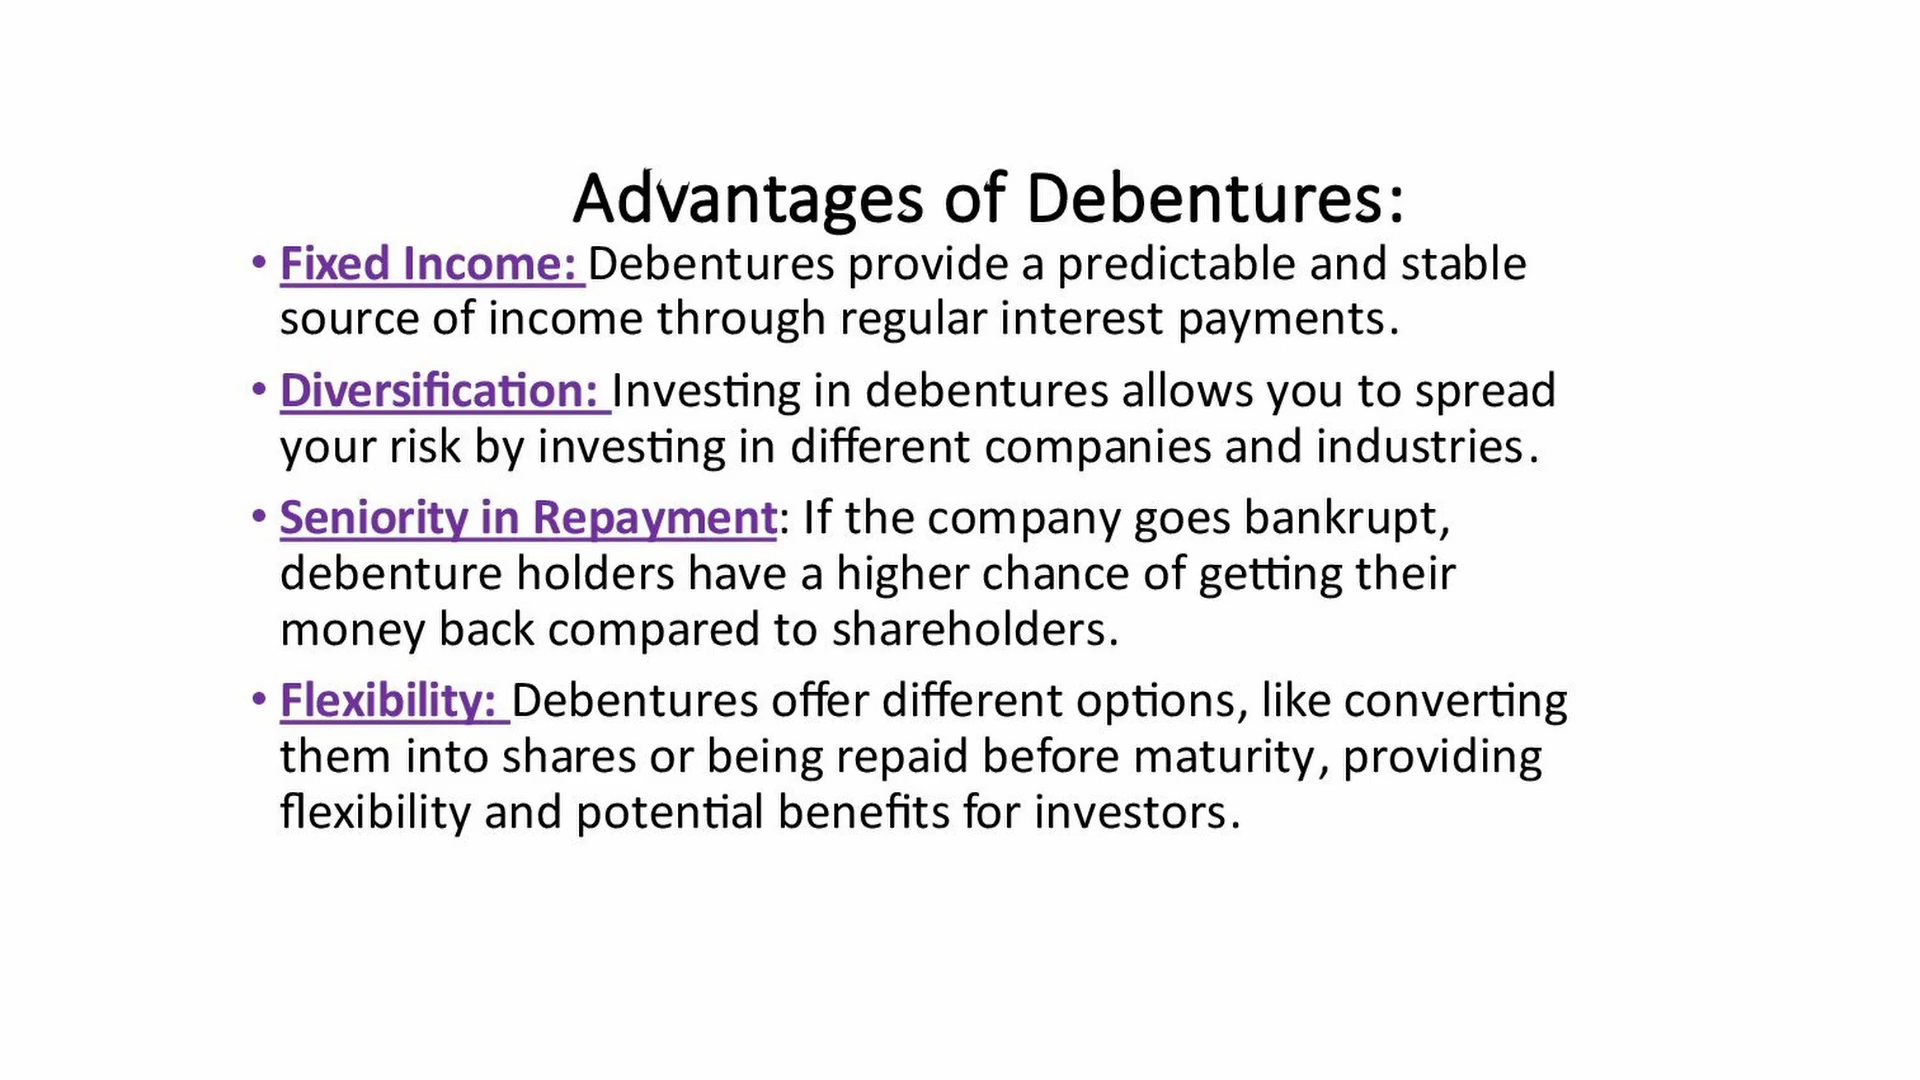 Advantages of Debentures:
• Fixed Income: Debentures provide a predictable and stable
source of income through regular interest payments.
• Diversification: Investing in debentures allows you to spread
your risk by investing in different companies and industries.
• Seniority in Repayment: If the company goes bankrupt,
debenture holders have a higher chance of getting their
money back compared to shareholders.
• Flexibility: Debentures offer different options, like converting
them into shares or being repaid before maturity, providing
flexibility and potential benefits for investors.